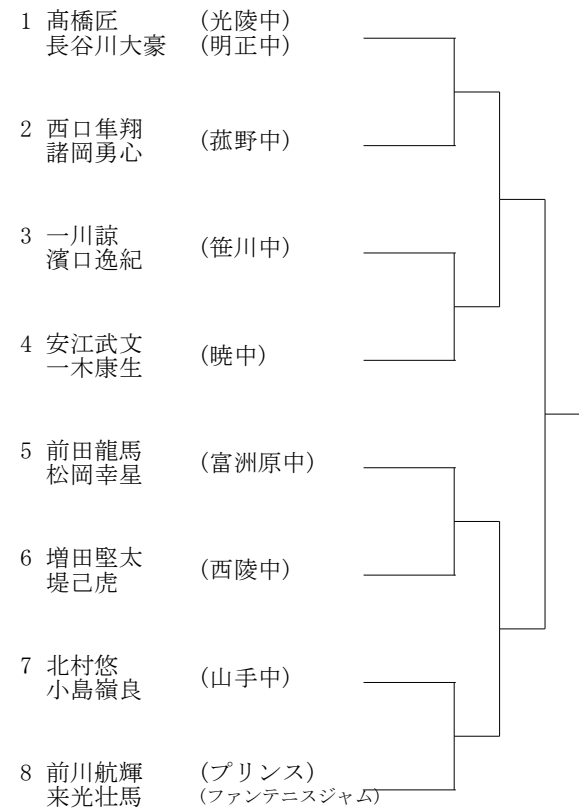 1 髙橋匠 (光陵中)
長谷川大豪 (明正中)
2 西口隼翔
諸岡勇心 (菰野中)
3 一川諒
濱口逸紀 (笹川中)
4 安江武文
一木康生 (暁中)
5 前田龍馬
松岡幸星 (富洲原中)
6 増田堅太
堤己虎 (西陵中)
7 北村悠
小島嶺良 (山手中)
8 前川航輝 (プリンス)
来光壮馬 (ファンテニスジャム)